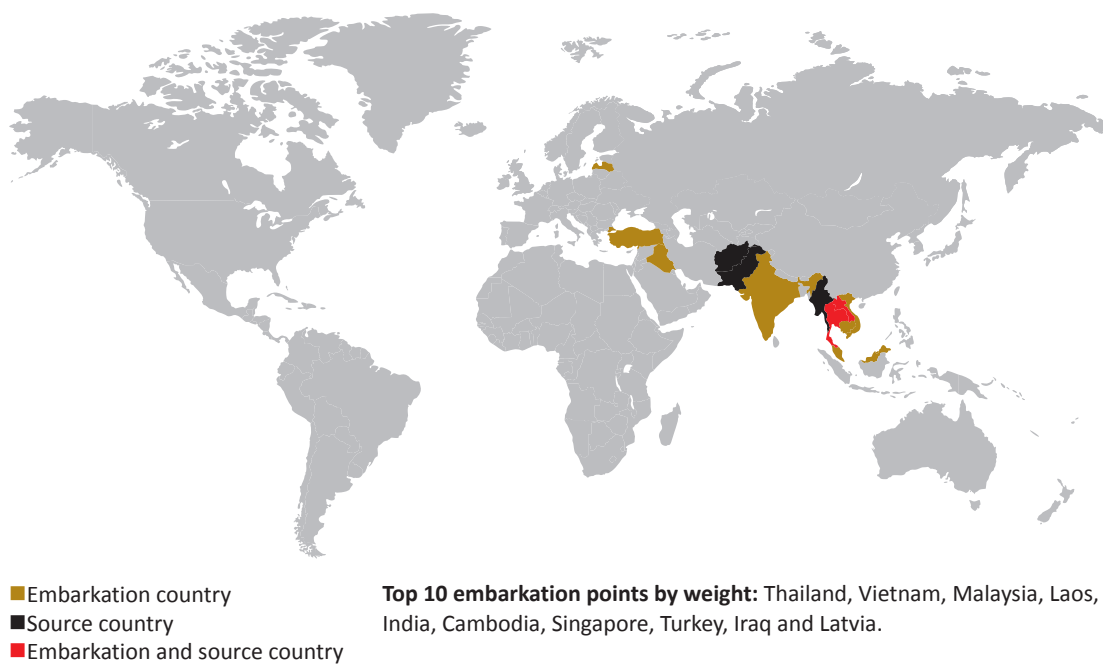 Embarkation country
Source country
Embarkation and source country
Top 10 embarkation points by weight: Thailand, Vietnam, Malaysia, Laos,
India, Cambodia, Singapore, Turkey, Iraq and Latvia.